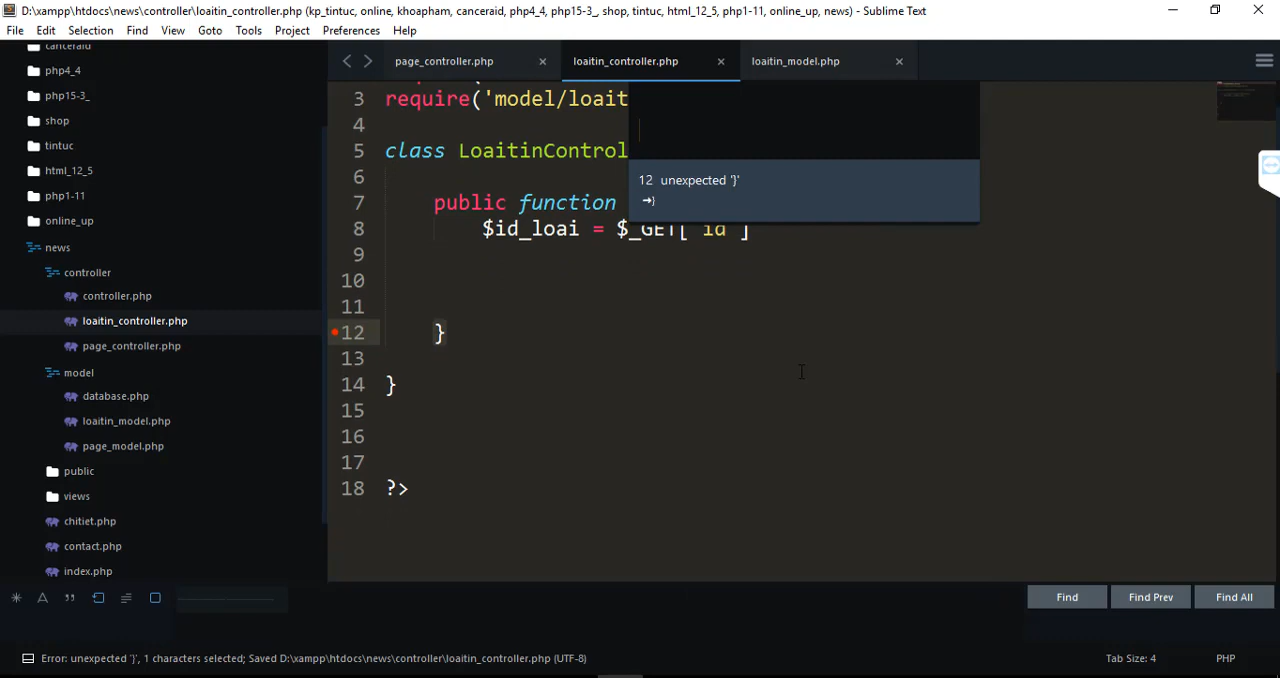 D:\xampp\htdocs\news\controller\loaitin_controller.php (kp_tintuc, online, khoapham, canceraid, php4_4, php15-3_, shop, tintuc, html_12_5, php1-11, online_up, news) - Sublime Text
File Edit Selection Find View Goto Tools Project Preferences Help
canceraid
php4_4
php15-3_
shop
tintuc
html_12_5
php1-11
online_up
news
controller
controller.php
loaitin_controller.php
page_controller.php
model
database.php
loaitin_model.php
page_model.php
public
views
chitiet.php
contact.php
index.php
page_controller.php
loaitin_controller.php
loaitin_model.php
3 require('model/loait
4
5 class LoaitinControl
6
7 public function
8 $id_loai = $_GET['id']
9
10
11
12 }
13
14 }
15
16
17
18 ?>
12 unexpected '}'
➜}
Find Find Prev Find All
Error: unexpected '}', 1 characters selected; Saved D:\xampp\htdocs\news\controller\loaitin_controller.php (UTF-8)
Tab Size: 4
PHP